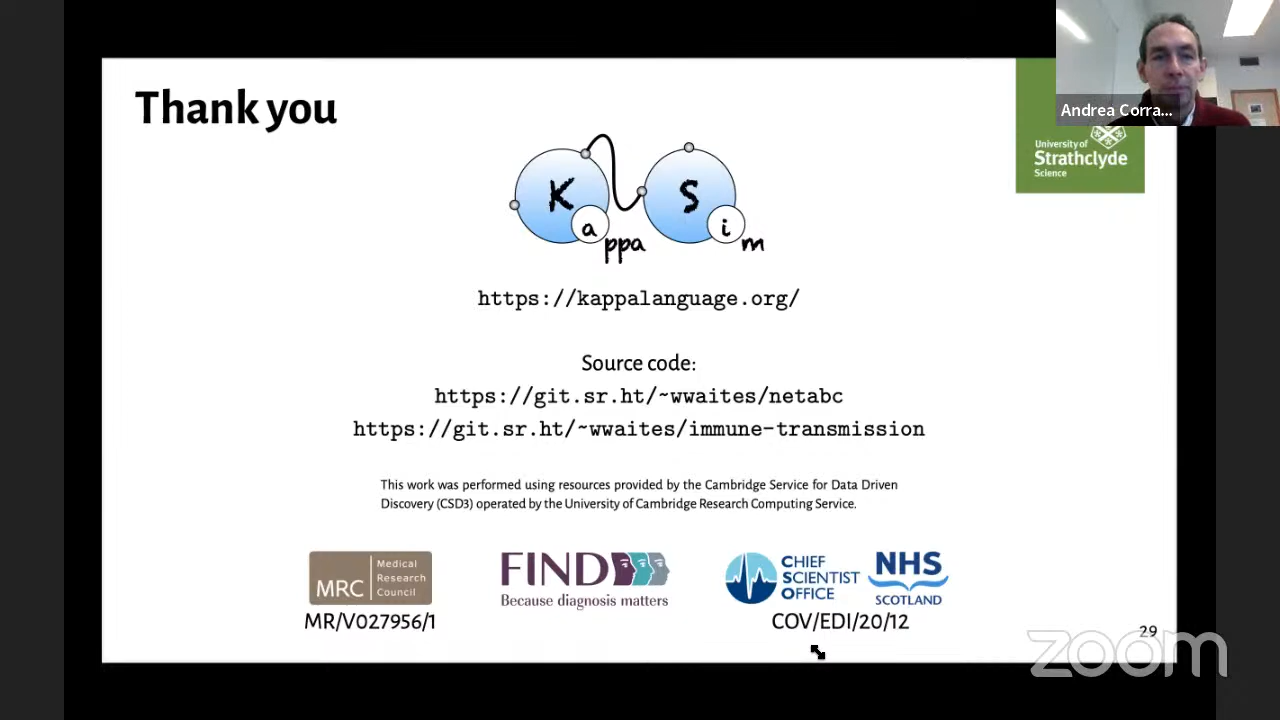 Thank you
Andrea Corra...
University of
Strathclyde
Science
K S
a i
ppa m
https://kappalanguage.org/
Source code:
https://git.sr.ht/~wwaites/netabc
https://git.sr.ht/~wwaites/immune-transmission
This work was performed using resources provided by the Cambridge Service for Data Driven
Discovery (CSD3) operated by the University of Cambridge Research Computing Service.
MRC
Medical
Research
Council
MR/V027956/1
FIND
Because diagnosis matters
CHIEF
SCIENTIST
OFFICE
NHS
SCOTLAND
COV/EDI/20/12
29
zoom